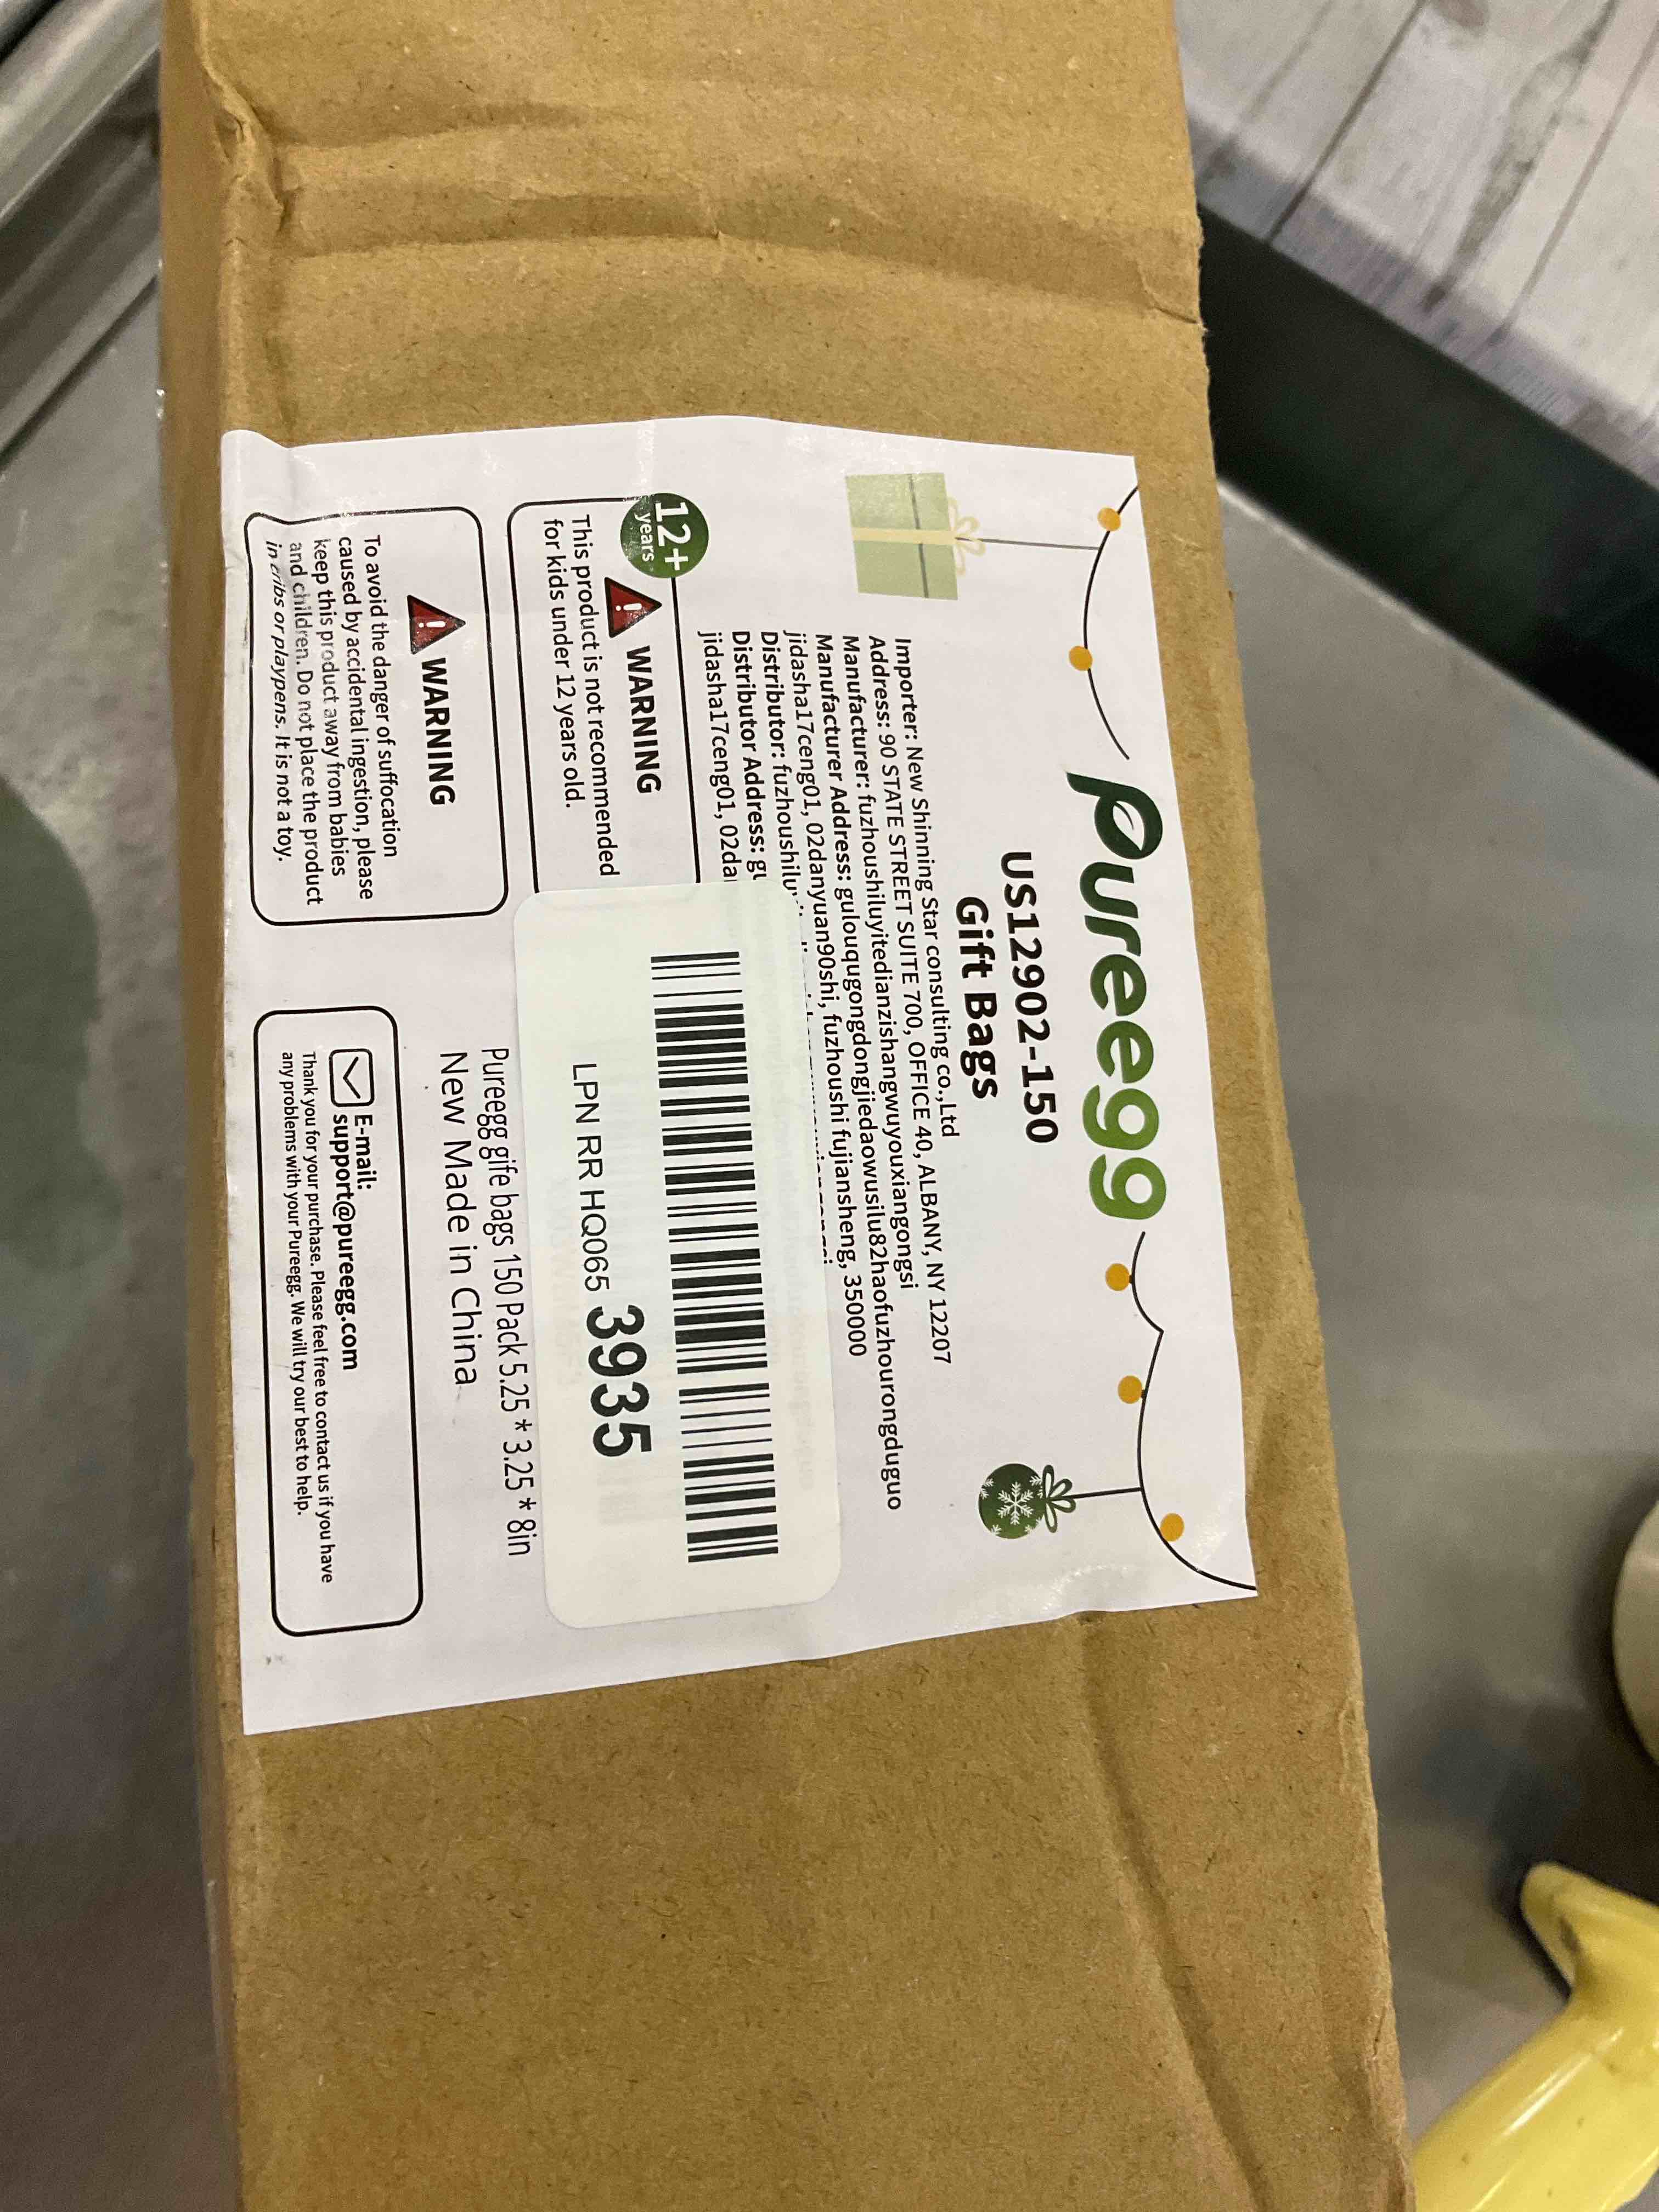 Pureegg
US12902-150
Gift Bags
Importer: New Shinning Star consulting co.,Ltd
Address: 90 STATE STREET SUITE 700, OFFICE 40, ALBANY, NY 12207
Manufacturer: fuzhoushiluyitedianzishangwuyouxiangongsi
Manufacturer Address: gulouqugongdongjiedaowusilu82haofuzhourongduguo
jidasha17ceng01, 02danyuan90shi, fuzhoushi fujiansheng, 350000
Distributor:
Distributor Address:
jidasha17ceng01,
12+
years
WARNING
This product is not recommended
for kids under 12 years old.
LPN RR HQ065 3935
Pureegg gife bags 150 Pack 5.25 * 3.25 * 8in
New Made in China
WARNING
To avoid the danger of suffocation
caused by accidental ingestion, please
keep this product away from babies
and children. Do not place the product
in cribs or playpens. It is not a toy.
E-mail:
support@pureegg.com
Thank you for your purchase. Please feel free to contact us if you have
any problems with your Pureegg. We will try our best to help.